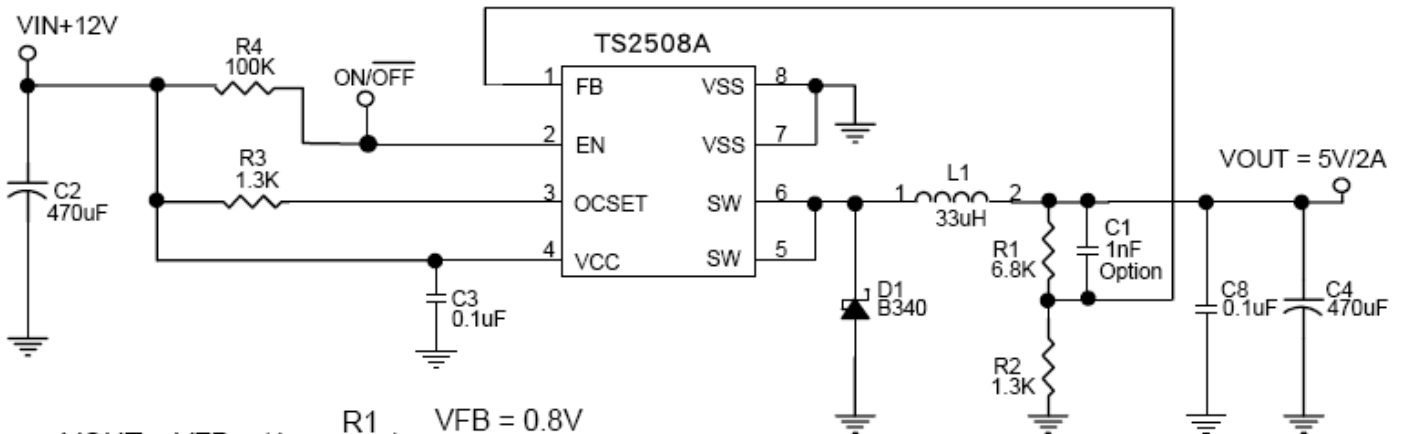 VIN+12V
TS2508A
R4
100K
ON/OFF
1
FB
VSS
8
2
EN
VSS
7
VOUT = 5V/2A
R3
1.3K
3
OCSET
SW
6
1
L1
2
33uH
C2
470uF
4
VCC
SW
5
R1
6.8K
C1
1nF
Option
C3
0.1uF
D1
B340
C8
0.1uF
C4
470uF
R2
1.3K
R1
VFB = 0.8V